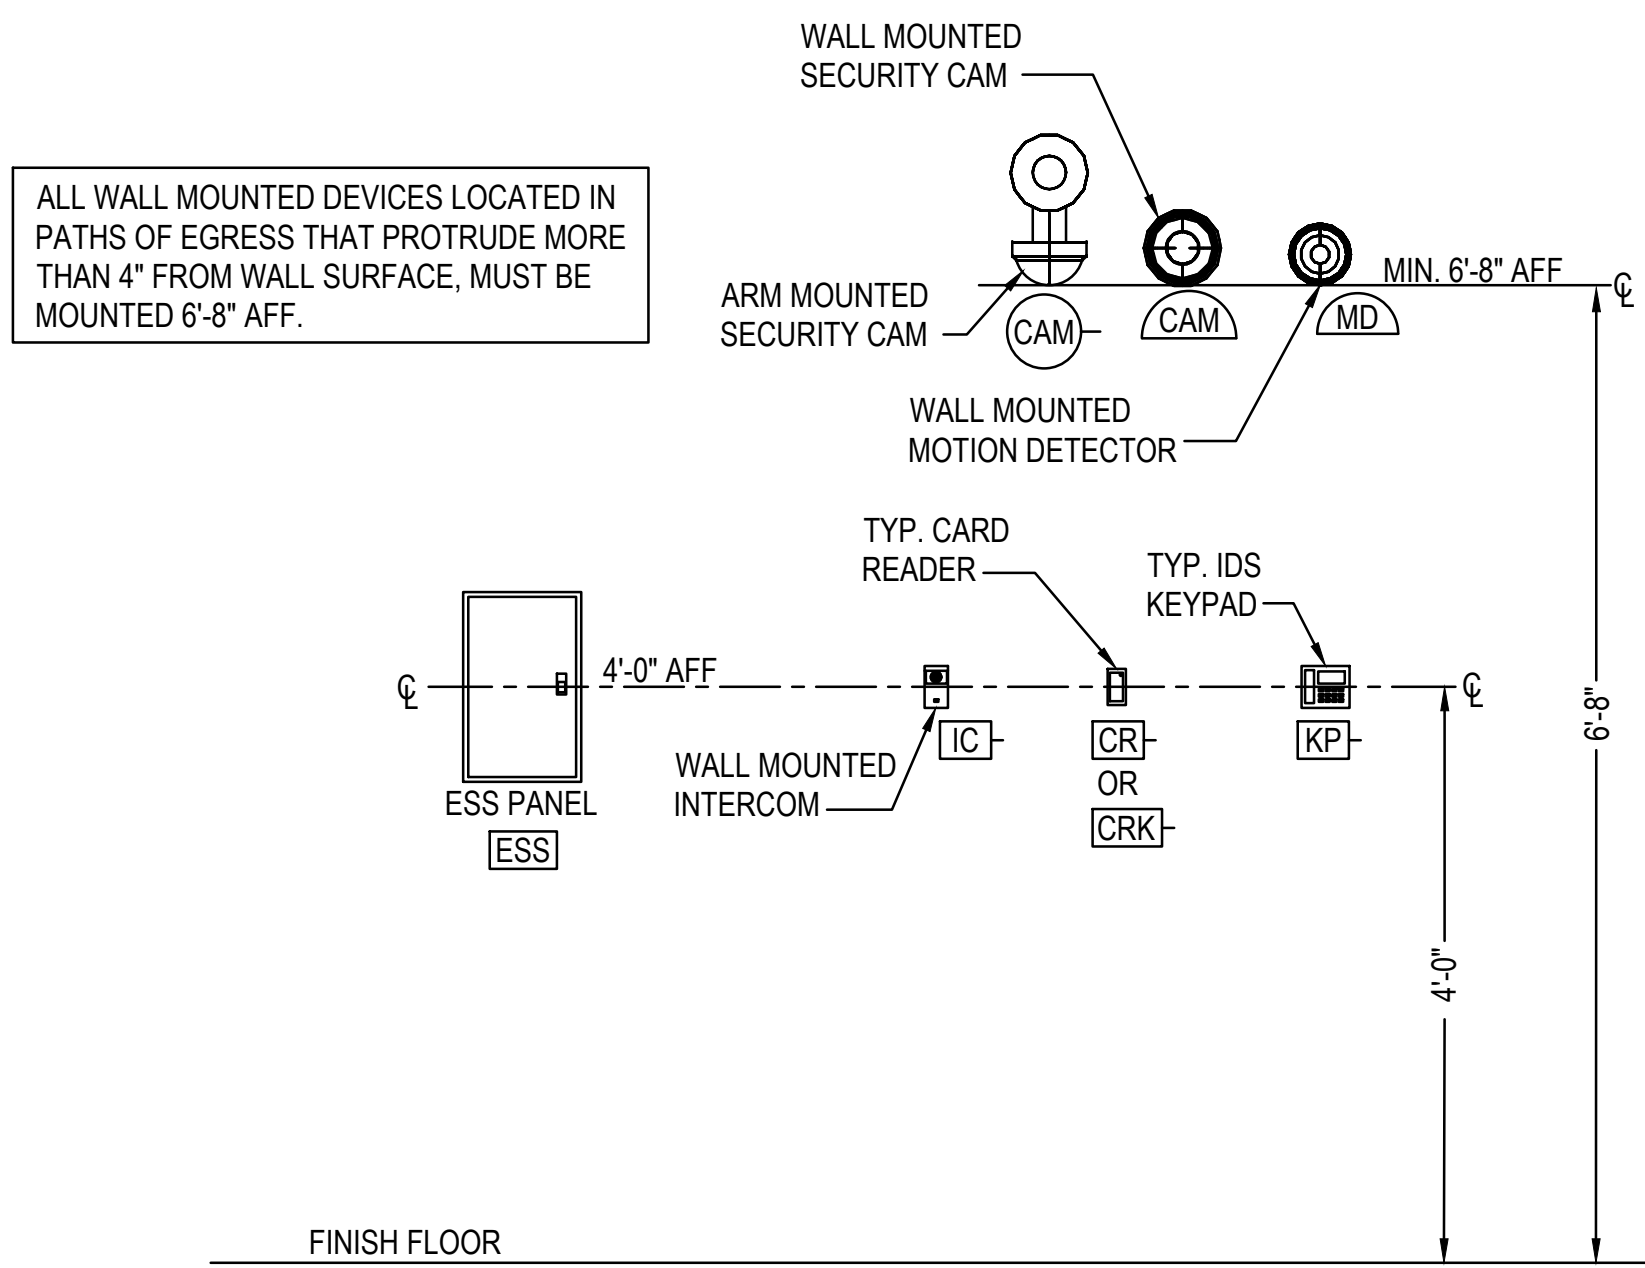 WALL MOUNTED
SECURITY CAM
ALL WALL MOUNTED DEVICES LOCATED IN
PATHS OF EGRESS THAT PROTRUDE MORE
THAN 4" FROM WALL SURFACE, MUST BE
MOUNTED 6'-8" AFF.
ARM MOUNTED
SECURITY CAM
CAM
CAM
MD
MIN. 6'-8" AFF
℄
WALL MOUNTED
MOTION DETECTOR
TYP. CARD
READER
TYP. IDS
KEYPAD
℄
4'-0" AFF
℄
6'-8"
IC
CR
OR
CRK
KP
WALL MOUNTED
INTERCOM
ESS PANEL
ESS
4'-0"
FINISH FLOOR